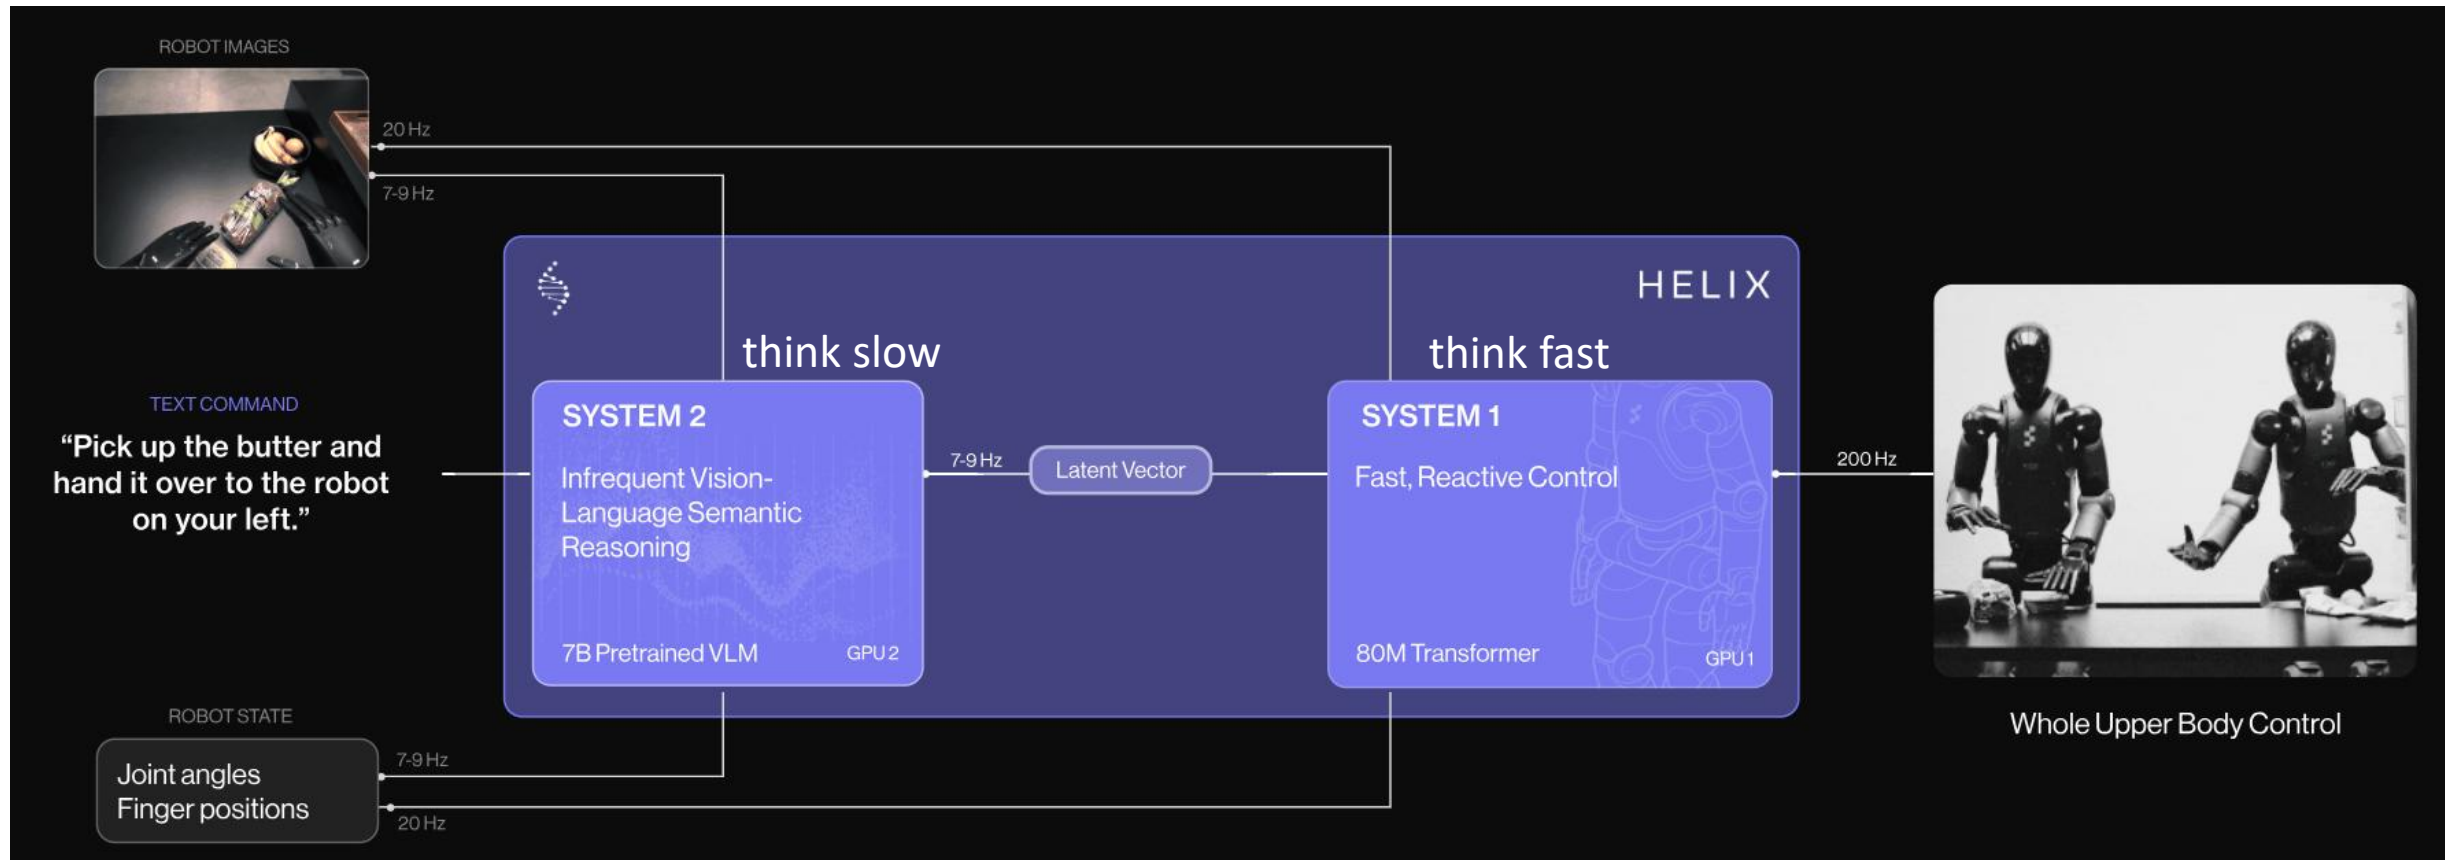 ROBOT IMAGES
20 Hz
7-9 Hz
HELIX
think slow
think fast
TEXT COMMAND
“Pick up the butter and
hand it over to the robot
on your left.”
SYSTEM 2
Infrequent Vision-
Language Semantic
Reasoning
7B Pretrained VLM
GPU 2
7-9 Hz
Latent Vector
SYSTEM 1
Fast, Reactive Control
80M Transformer
GPU 1
200 Hz
Whole Upper Body Control
ROBOT STATE
Joint angles
Finger positions
7-9 Hz
20 Hz